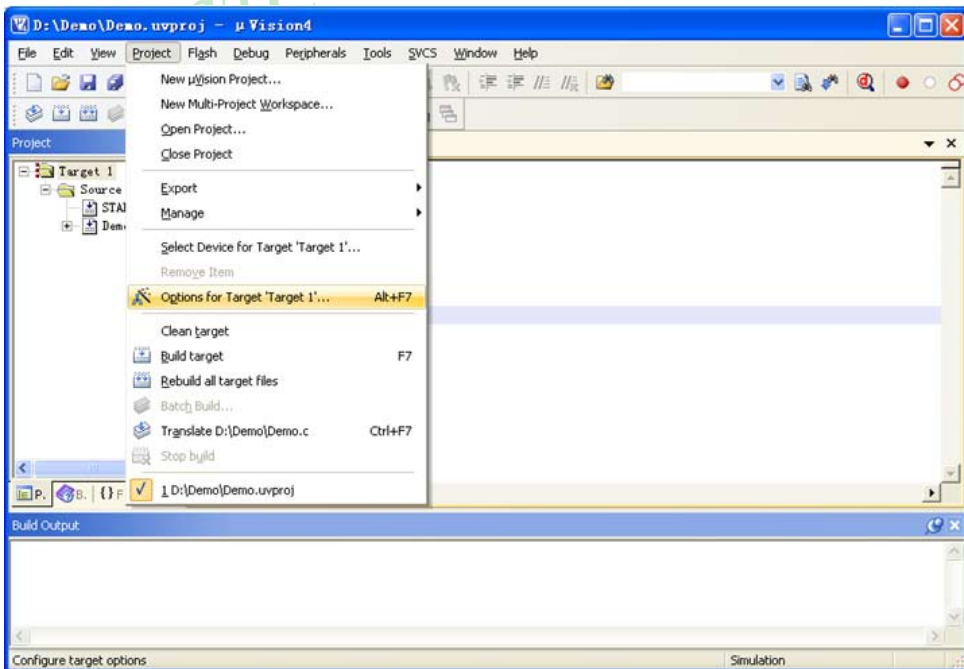 D:\Demo\Demo.uvproj - µVision4
File Edit View Project Flash Debug Peripherals Tools SVCS Window Help
New µVision Project...
New Multi-Project Workspace...
Open Project...
Close Project
Project
Target 1
Source
STA
Dem
Export
Manage
Select Device for Target 'Target 1'...
Remove Item
Options for Target 'Target 1'... Alt+F7
Clean target
Build target F7
Rebuild all target files
Batch Build...
Translate D:\Demo\Demo.c Ctrl+F7
Stop build
1 D:\Demo\Demo.uvproj
P. B. {} F
Build Output
Configure target options Simulation